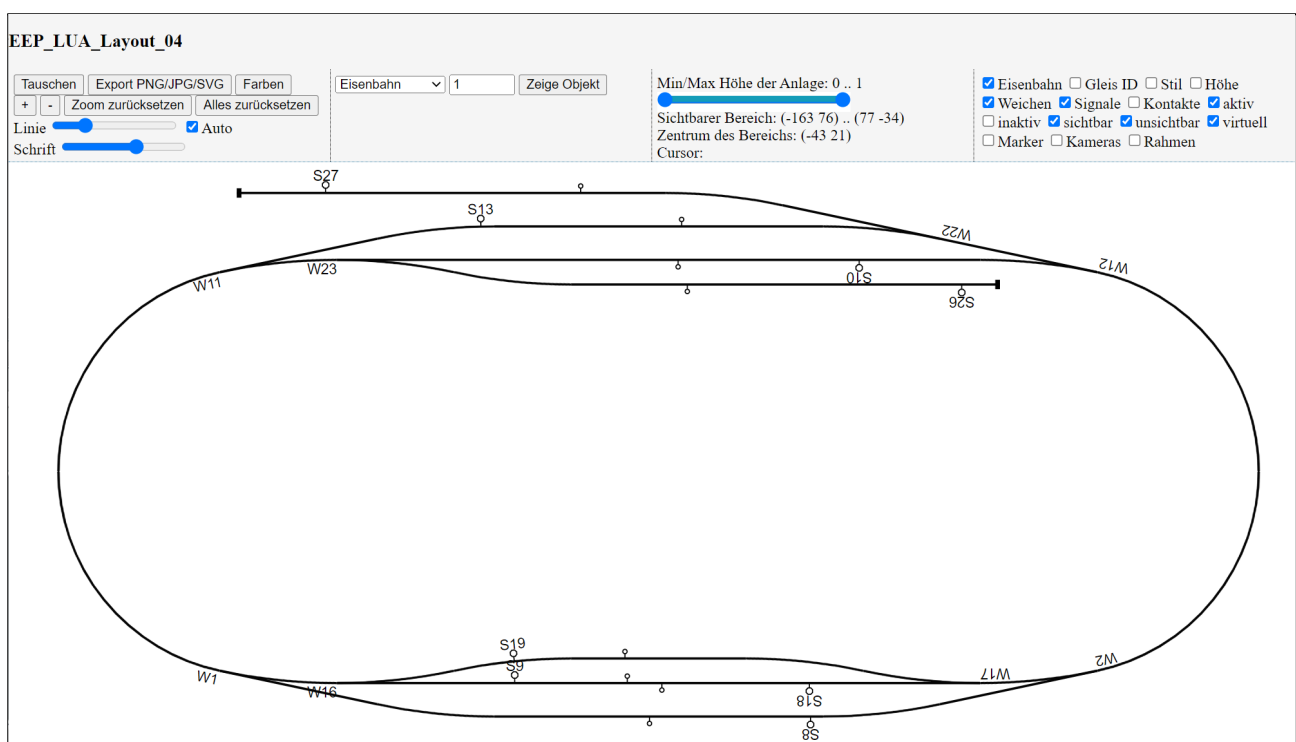 EEP_LUA_Layout_04
Tauschen Export PNG/JPG/SVG Farben
+ - Zoom zurücksetzen Alles zurücksetzen
Linie Auto
Schrift
Eisenbahn 1 Zeige Objekt
Min/Max Höhe der Anlage: 0 .. 1
Sichtbarer Bereich: (-163 76) .. (77 -34)
Zentrum des Bereichs: (-43 21)
Cursor:
Eisenbahn Gleis ID Stil Höhe
Weichen Signale Kontakte aktiv
inaktiv sichtbar unsichtbar virtuell
Marker Kameras Rahmen
S27
S13
W22
W11
W23
S10
W12
S26
S19
S9
W1
W16
S18
W17
W2
S8